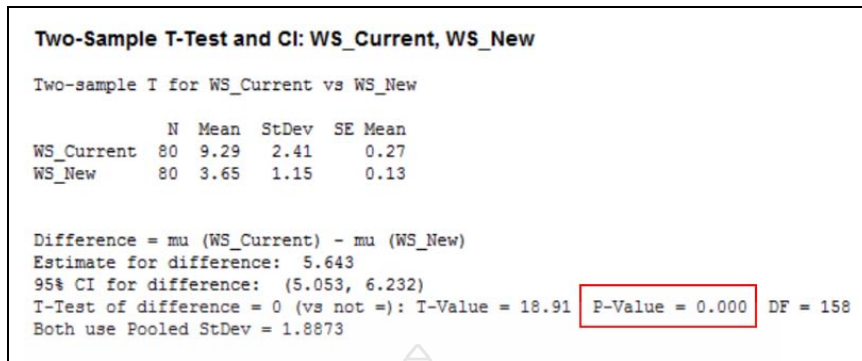 Two-Sample T-Test and CI: WS_Current, WS_New
Two-sample T for WS_Current vs WS_New
N Mean StDev SE Mean
WS_Current 80 9.29 2.41 0.27
WS_New 80 3.65 1.15 0.13
Difference = mu (WS_Current) - mu (WS_New)
Estimate for difference: 5.643
95% CI for difference: (5.053, 6.232)
T-Test of difference = 0 (vs not =): T-Value = 18.91 P-Value = 0.000 DF = 158
Both use Pooled StDev = 1.8873